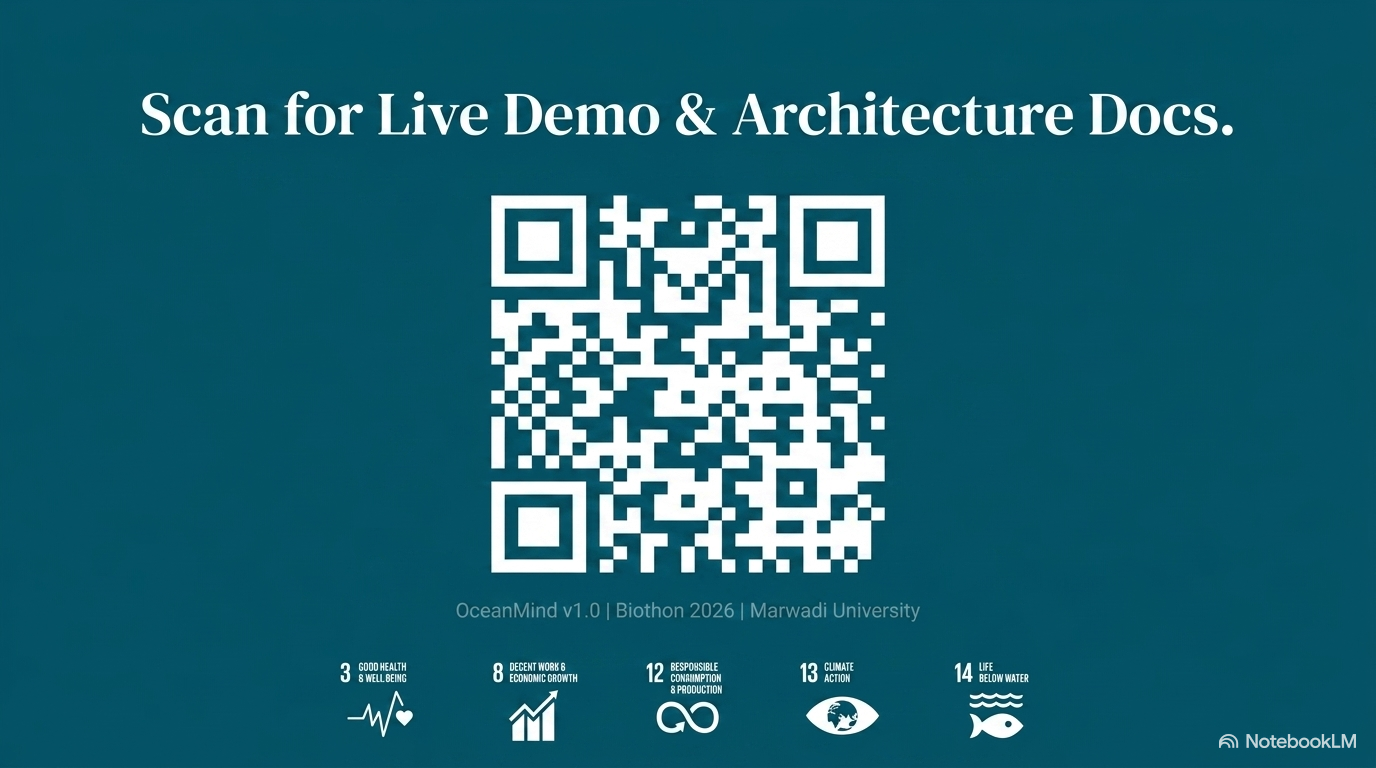 Scan for Live Demo & Architecture Docs.
OceanMind v1.0 | Biothon 2026 | Marwadi University
3 GOOD HEALTH
& WELL BEING
8 DECENT WORK &
ECONOMIC GROWTH
12 RESPONSIBLE
CONSUMPTION
& PRODUCTION
13 CLIMATE
ACTION
14 LIFE
BELOW WATER
NotebookLM